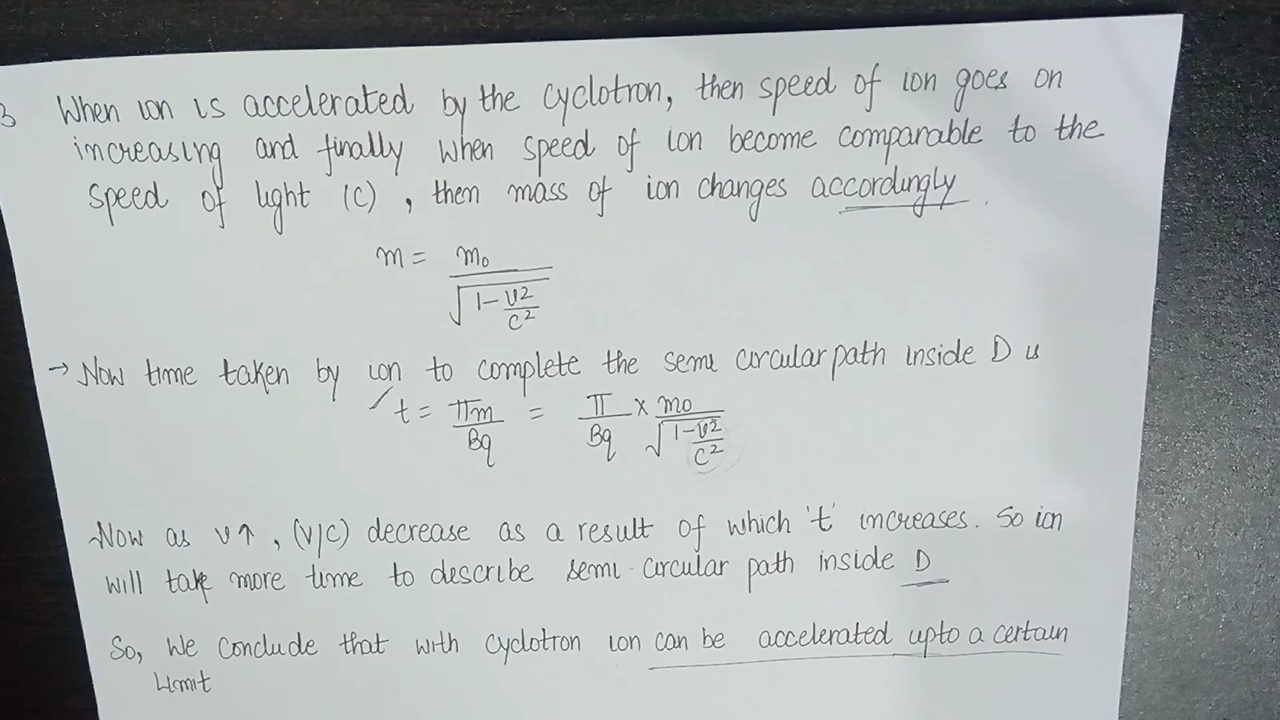 3 When ion is accelerated by the cyclotron, then speed of ion goes on
increasing and finally when speed of ion become comparable to the
speed of light (C) , then mass of ion changes accordingly.
m = m₀ / √(1 - v²/c²)
→ Now time taken by ion to complete the semi circular path inside D is
t = πm/Bq = π/Bq × m₀/√(1 - v²/c²)
Now as v↑ , (v/c) decrease as a result of which 't' increases. So ion
will take more time to describe semi-circular path inside D
So, We conclude that with cyclotron ion can be accelerated upto a certain
limit